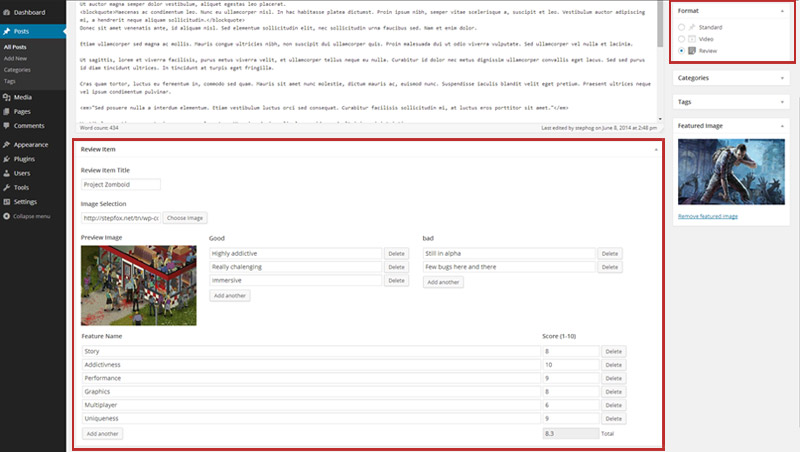 Dashboard
Posts
All Posts
Add New
Categories
Tags
Media
Pages
Comments
Appearance
Plugins
Users
Tools
Settings
Collapse menu
Ut auctor magna semper dolor vestibulum, aliquet egestas leo placerat.
<blockquote>Maecenas ac condimentum leo. Nunc eu ullamcorper nisl. In hac habitasse platea dictumst. Proin ipsum nibh, semper vitae scelerisque a, suscipit et leo. Vestibulum auctor adipiscing
mi, a hendrerit neque aliquam sollicitudin.</blockquote>
Donec sit amet venenatis ante, id aliquam nisl. Sed elementum sollicitudin elit, nec sollicitudin urna faucibus sed. Nam et enim dolor.
Etiam ullamcorper sed magna ac mollis. Mauris congue ultricies nibh, non suscipit dui ullamcorper quis. Proin malesuada dui ut odio viverra vulputate. Sed ullamcorper vel nulla et lacinia.
Ut sagittis, lorem et viverra facilisis, purus metus viverra velit, et ullamcorper tellus neque eu nulla. Curabitur id dolor nec metus dignissim ullamcorper convallis eget lacus. Sed sed purus
id diam tincidunt ultrices. In tincidunt at turpis eget fringilla.
Cras quam tortor, luctus eu fermentum in, commodo sed quam. Mauris sit amet nunc molestie, dictum mauris ac, euismod nunc. Suspendisse iaculis blandit velit eget pretium. Praesent ultrices neque
vel ipsum condimentum pulvinar.
<em>"Sed posuere nulla a interdum elementum. Etiam vestibulum luctus orci sed consequat. Curabitur facilisis sollicitudin mi, et luctus eros porttitor sit amet."</em>
Word count: 434
Last edited by stephog on June 8, 2014 at 2:48 pm
Review Item
Review Item Title
Project Zomboid
Image Selection
http://stepfox.net/tn/wp-cc Choose Image
Preview Image
Good
Highly addictive Delete
Really chalenging Delete
Immersive Delete
Add another
bad
Still in alpha Delete
Few bugs here and there Delete
Add another
Feature Name Score (1-10)
Story 8 Delete
Addictivness 10 Delete
Performance 9 Delete
Graphics 8 Delete
Multiplayer 6 Delete
Uniqueness 9 Delete
Add another 8.3 Total
Format
Standard
Video
Review
Categories
Tags
Featured Image
Remove featured image